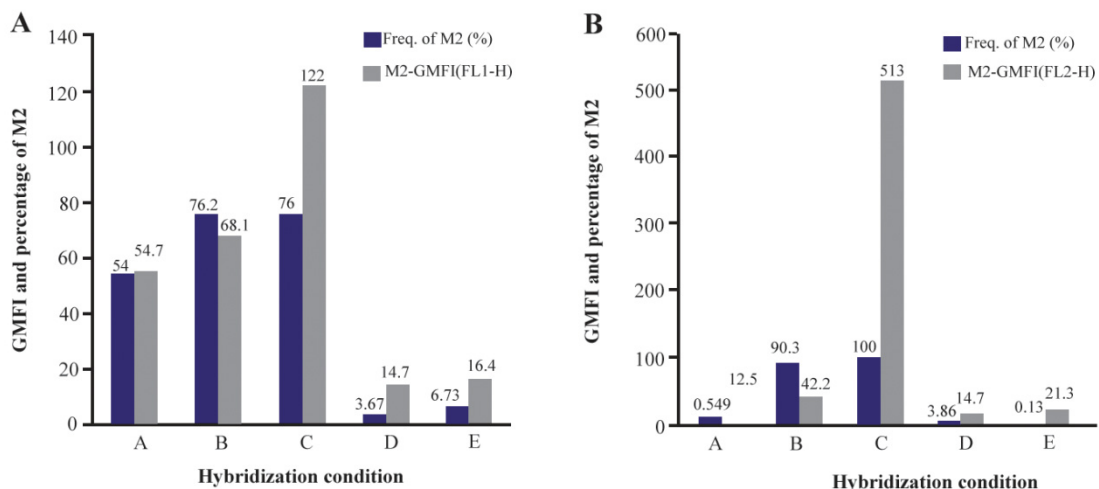 A
GMFI and percentage of M2
140
120
100
80
60
40
20
0
Freq. of M2 (%)
M2-GMFI(FL1-H)
54
54.7
76.2
68.1
76
122
3.67
14.7
6.73
16.4
A B C D E
Hybridization condition
B
GMFI and percentage of M2
600
500
400
300
200
100
0
Freq. of M2 (%)
M2-GMFI(FL2-H)
0.549
12.5
90.3
42.2
100
513
3.86
14.7
0.13
21.3
A B C D E
Hybridization condition